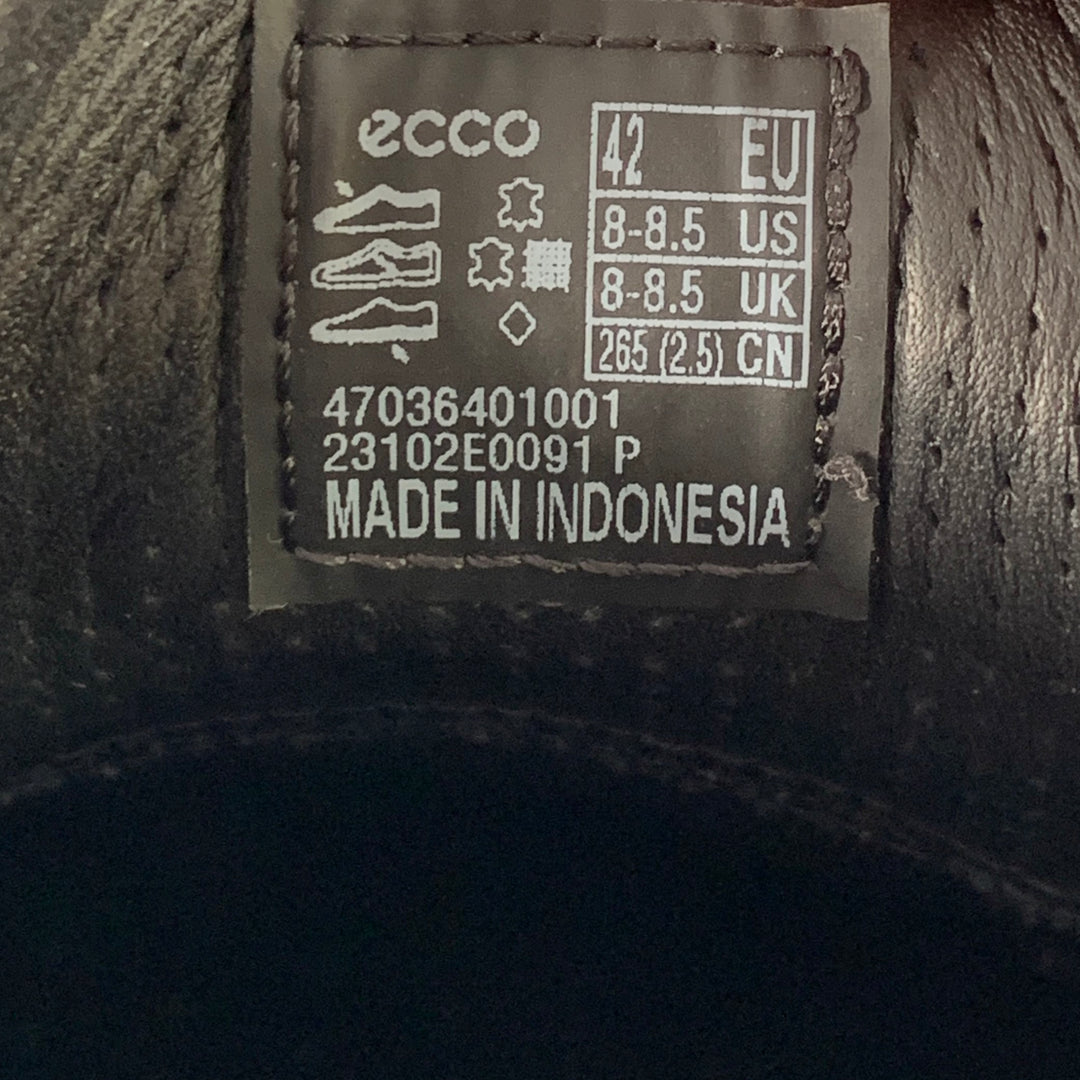 ecco
42 EU
8-8.5 US
8-8.5 UK
265 (2.5) CN
47036401001
23102E0091 P
MADE IN INDONESIA